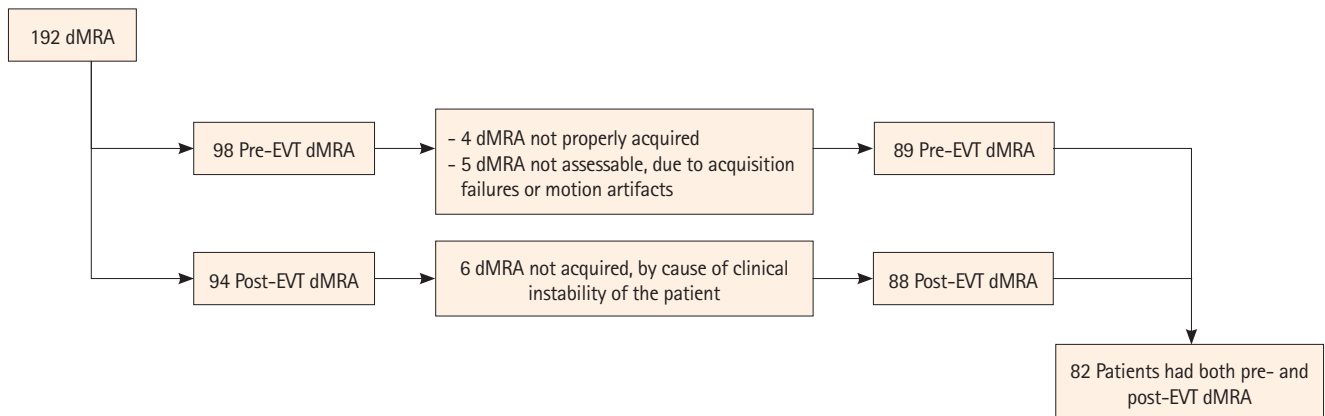 192 dMRA
98 Pre-EVT dMRA
- 4 dMRA not properly acquired
- 5 dMRA not assessable, due to acquisition
failures or motion artifacts
89 Pre-EVT dMRA
94 Post-EVT dMRA
6 dMRA not acquired, by cause of clinical
instability of the patient
88 Post-EVT dMRA
82 Patients had both pre- and
post-EVT dMRA